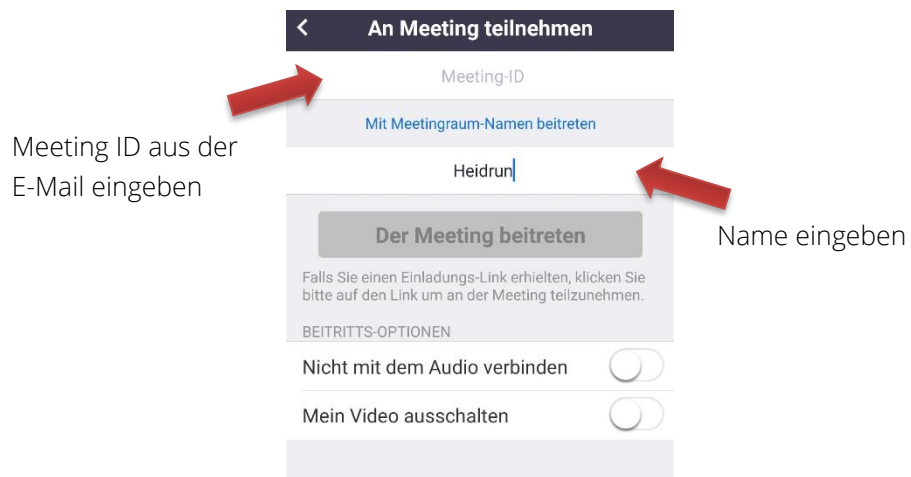 An Meeting teilnehmen
Meeting-ID
Mit Meetingraum-Namen beitreten
Meeting ID aus der
E-Mail eingeben
Heidrun
Name eingeben
Der Meeting beitreten
Falls Sie einen Einladungs-Link erhielten, klicken Sie
bitte auf den Link um an der Meeting teilzunehmen.
BEITRITTS-OPTIONEN
Nicht mit dem Audio verbinden
Mein Video ausschalten